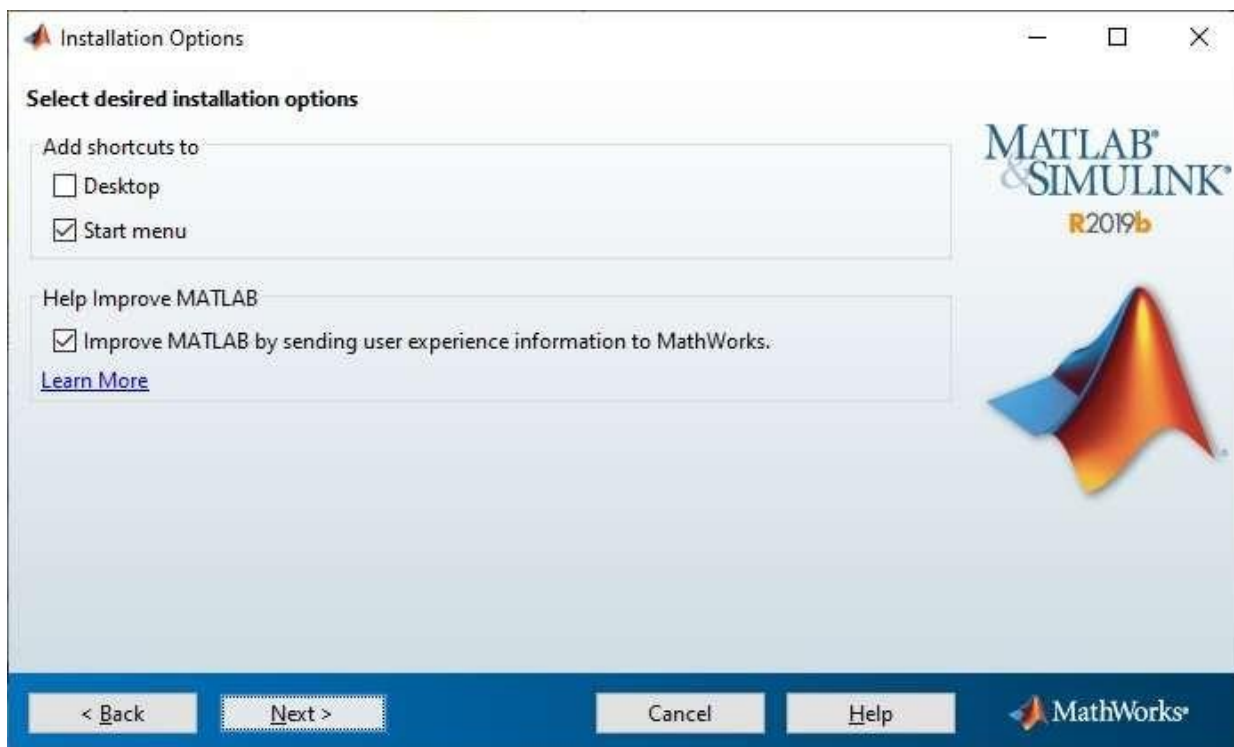 Installation Options
Select desired installation options
Add shortcuts to
Desktop
Start menu
Help Improve MATLAB
Improve MATLAB by sending user experience information to MathWorks.
Learn More
MATLAB®
&SIMULINK®
R2019b
< Back
Next >
Cancel
Help
MathWorks®